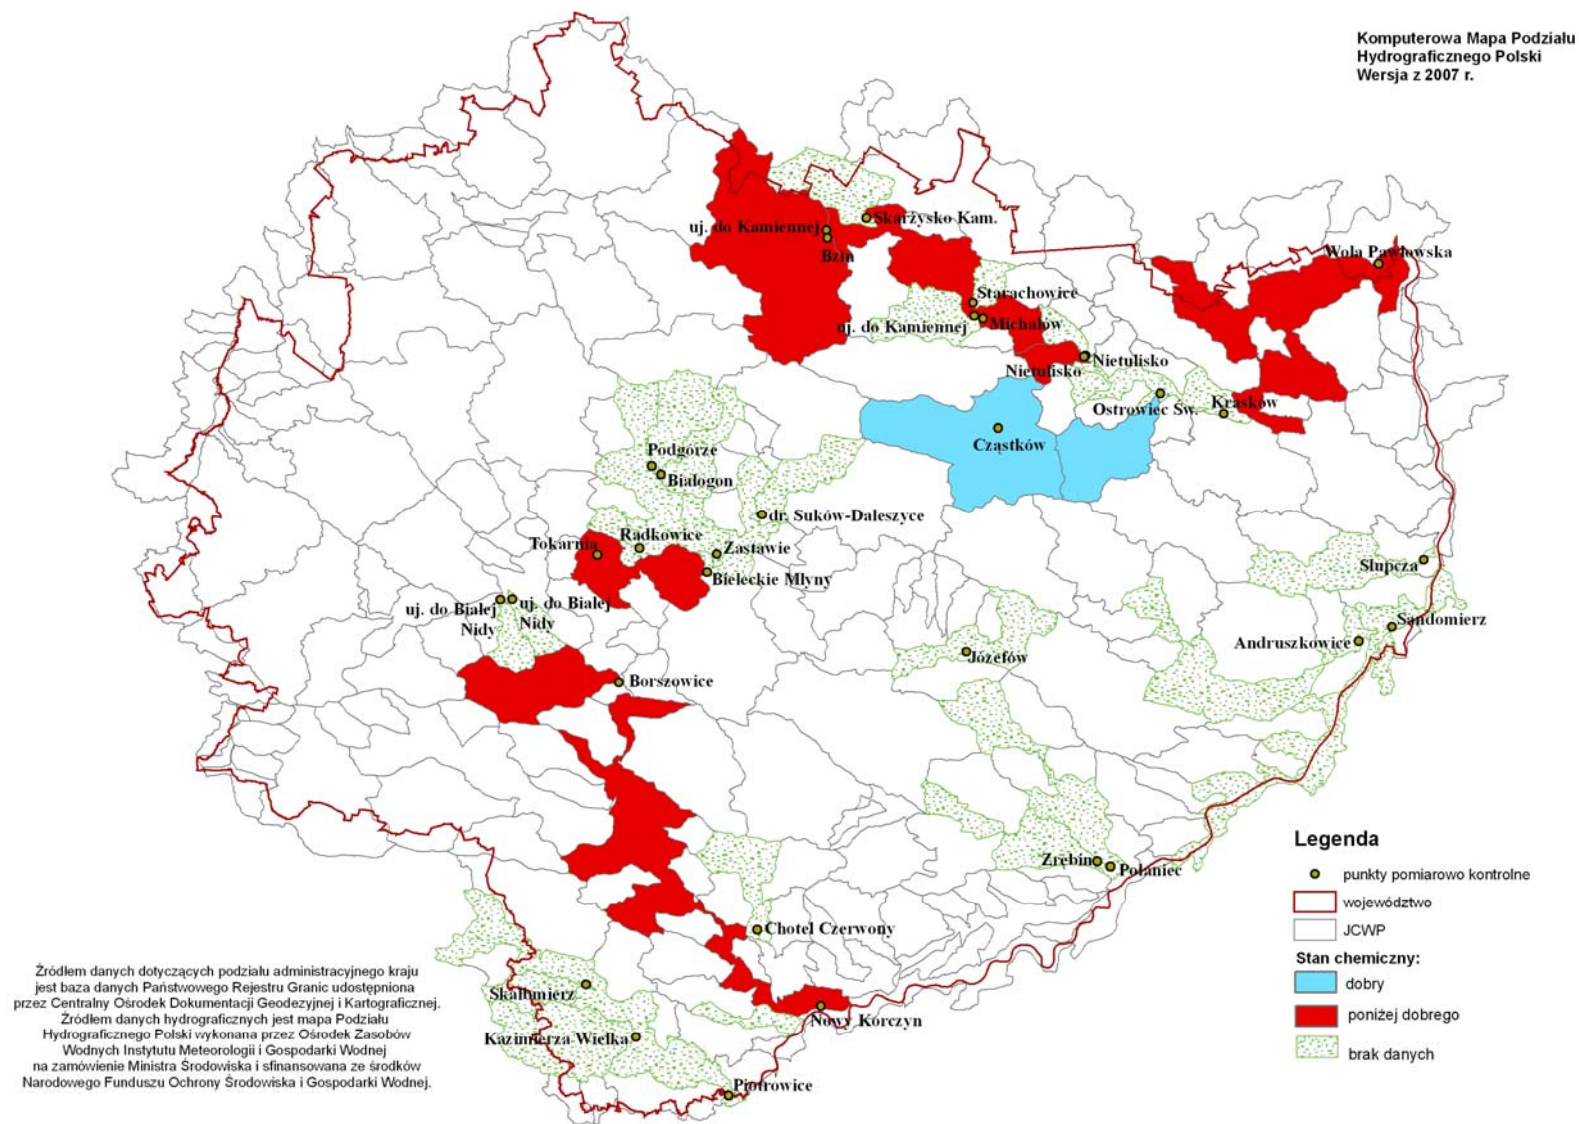 Komputerowa Mapa Podziału
Hydrograficznego Polski
Wersja z 2007 r.
uj. do Kamiennej
Skarżysko Kam.
Bzin
Wola Pawłowska
Starachowice
uj. do Kamiennej
Michałów
Nietulisko
Nietulisko
Ostrowiec Św.
Krasków
Cząstków
Podgórze
Białogon
dr. Suków-Daleszyce
Radkowice
Tokarnia
Zastawie
Bieleckie Młyny
Słupcza
uj. do Białej
Nidy
uj. do Białej
Nidy
Sandomierz
Andruszkowice
Józefów
Borszowice
Zrębin
Połaniec
Chotel Czerwony
Skalbmierz
Nowy Korczyn
Kazimierza Wielka
Piotrowice
Legenda
punkty pomiarowo kontrolne
województwo
JCWP
Stan chemiczny:
dobry
poniżej dobrego
brak danych
Źródłem danych dotyczących podziału administracyjnego kraju
jest baza danych Państwowego Rejestru Granic udostępniona
przez Centralny Ośrodek Dokumentacji Geodezyjnej i Kartograficznej.
Źródłem danych hydrograficznych jest mapa Podziału
Hydrograficznego Polski wykonana przez Ośrodek Zasobów
Wodnych Instytutu Meteorologii i Gospodarki Wodnej
na zamówienie Ministra Środowiska i sfinansowana ze środków
Narodowego Funduszu Ochrony Środowiska i Gospodarki Wodnej.